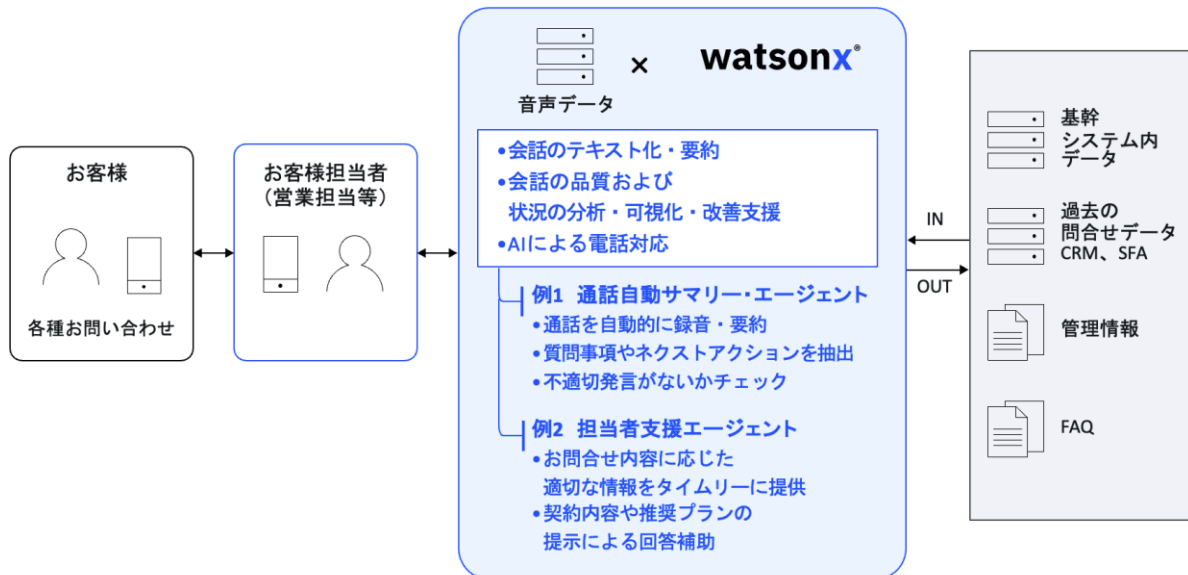 お客様
各種お問い合わせ
お客様担当者
（営業担当等）
音声データ
×
watsonx®
•会話のテキスト化・要約
•会話の品質および
状況の分析・可視化・改善支援
•AIによる電話対応
例1 通話自動サマリー・エージェント
•通話を自動的に録音・要約
•質問事項やネクストアクションを抽出
•不適切発言がないかチェック
例2 担当者支援エージェント
•お問合せ内容に応じた
適切な情報をタイムリーに提供
•契約内容や推奨プランの
提示による回答補助
IN
OUT
基幹
システム内
データ
過去の
問合せデータ
CRM、SFA
管理情報
FAQ